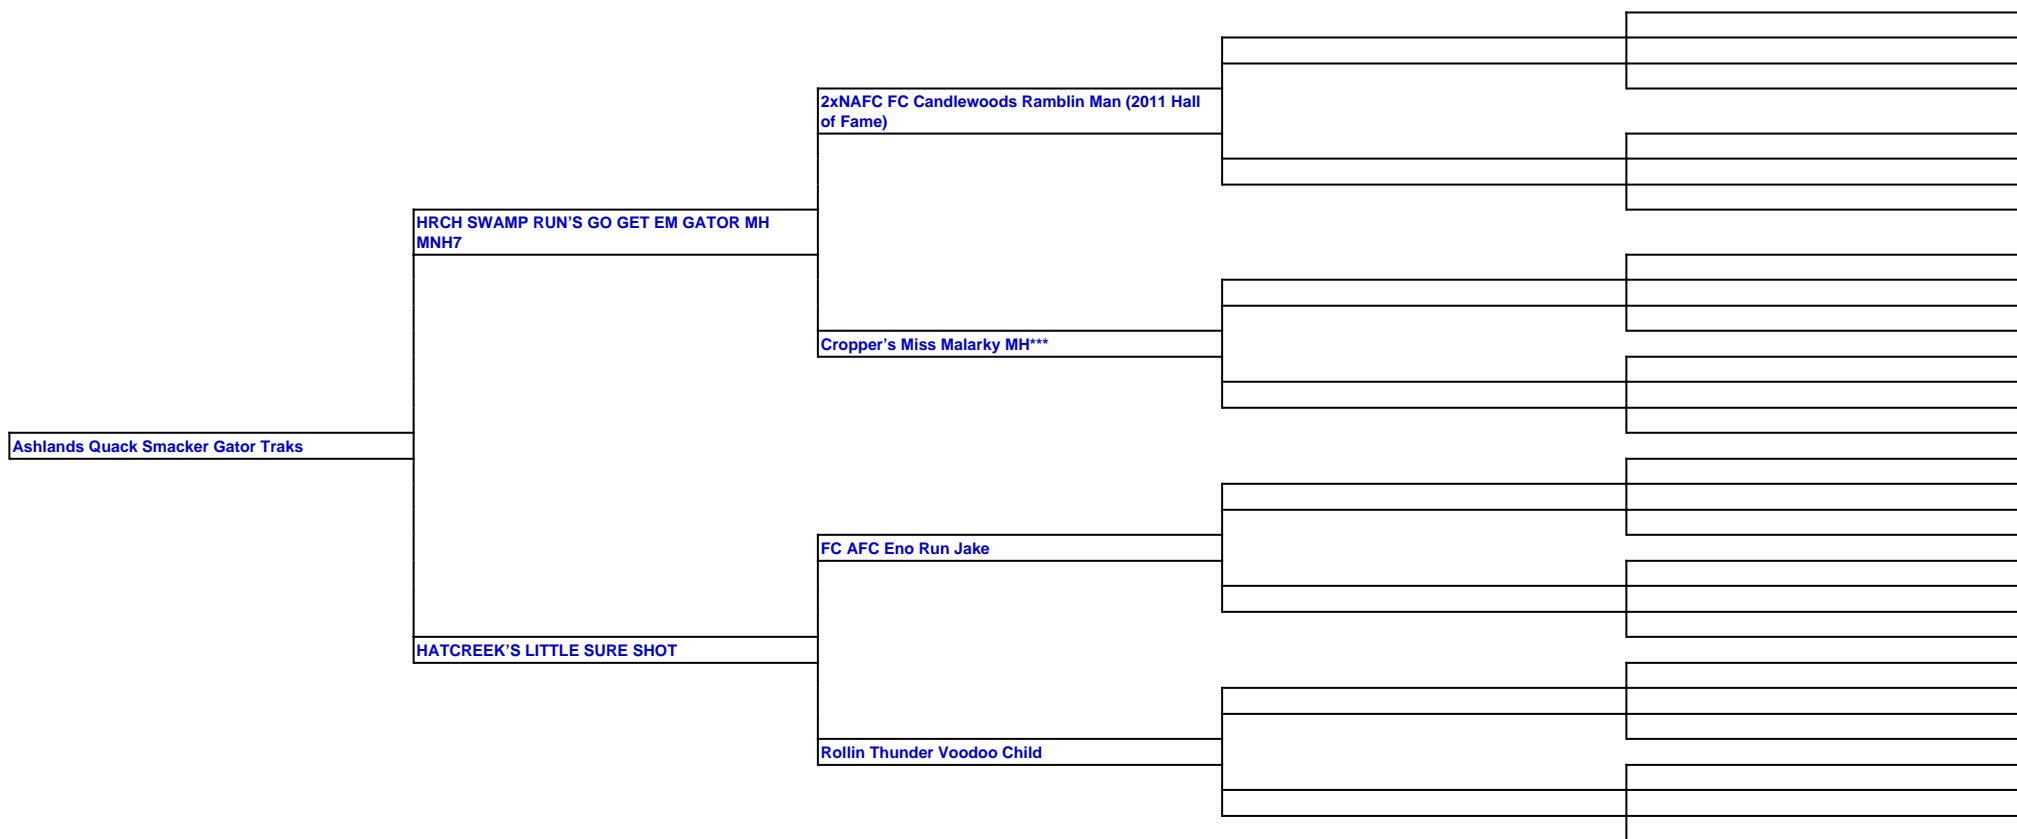 2xNAFC FC Candlewoods Ramblin Man (2011 Hall
of Fame)
HRCH SWAMP RUN’S GO GET EM GATOR MH
MNH7
Cropper’s Miss Malarky MH***
Ashlands Quack Smacker Gator Traks
FC AFC Eno Run Jake
HATCREEK’S LITTLE SURE SHOT
Rollin Thunder Voodoo Child